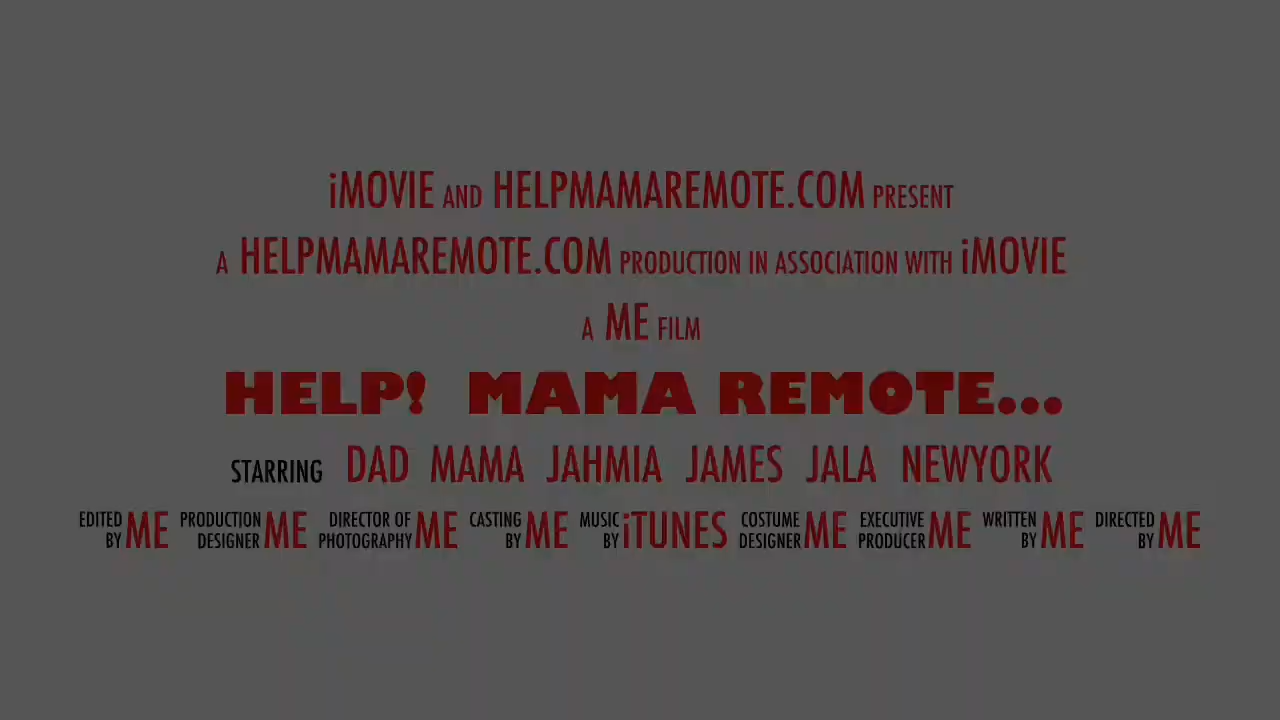 iMOVIE AND HELPMAMAREMOTE.COM PRESENT
A HELPMAMAREMOTE.COM PRODUCTION IN ASSOCIATION WITH iMOVIE
A ME FILM
HELP! MAMA REMOTE...
STARRING DAD MAMA JAHMIA JAMES JALA NEWYORK
EDITED BY ME PRODUCTION DESIGNER ME DIRECTOR OF PHOTOGRAPHY ME CASTING BY ME MUSIC BY iTUNES COSTUME DESIGNER ME EXECUTIVE PRODUCER ME WRITTEN BY ME DIRECTED BY ME